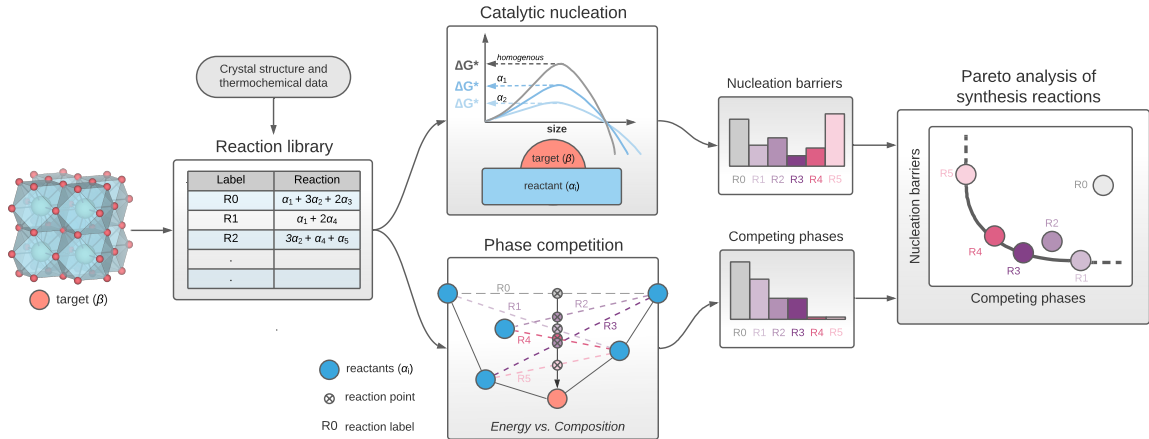 Catalytic nucleation
Crystal structure and
thermochemical data
ΔG*
homogenous
ΔG*
α1
ΔG*
α2
size
target (β)
reactant (αi)
Reaction library
Label Reaction
R0 α1 + 3α2 + 2α3
R1 α1 + 2α4
R2 3α2 + α4 + α5
.
.
target (β)
Phase competition
R0
R1
R2
R3
R4
R5
Energy vs. Composition
reactants (αi)
reaction point
R0 reaction label
Nucleation barriers
R0 R1 R2 R3 R4 R5
Competing phases
R0 R1 R2 R3 R4 R5
Pareto analysis of
synthesis reactions
Nucleation barriers
R5
R0
R4
R3
R2
R1
Competing phases